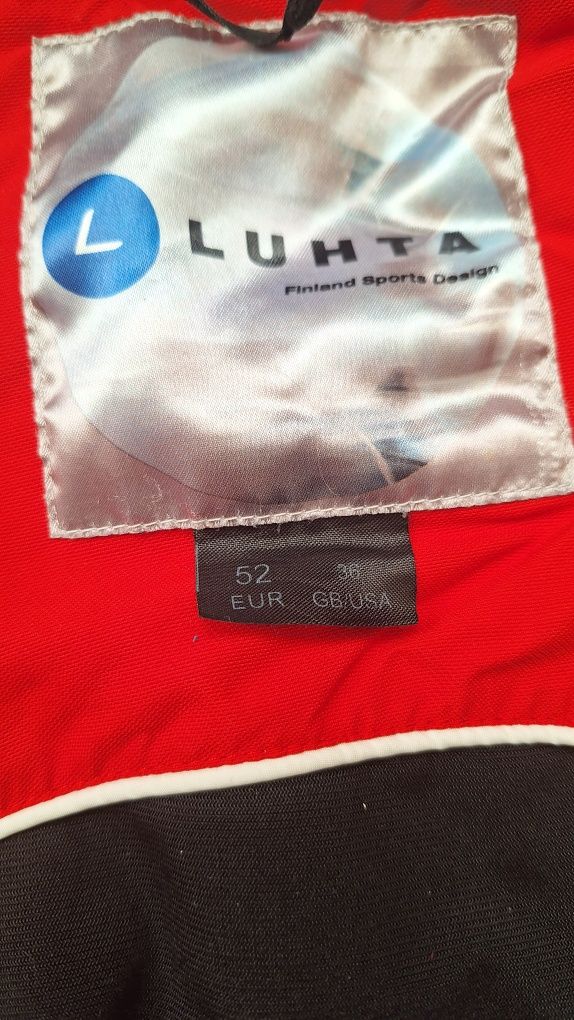 L LUHTA
Finland Sports Design
52 36
EUR GB/USA